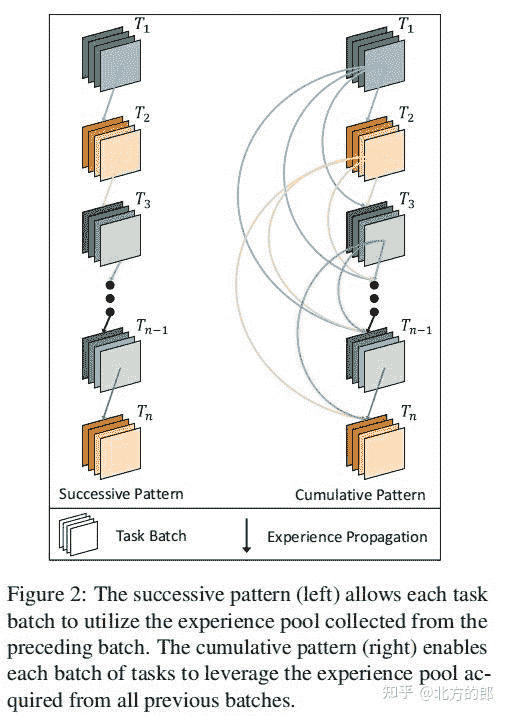 T1 T1
T2 T2
T3 T3
Tn−1 Tn−1
Tn Tn
Successive Pattern Cumulative Pattern
Task Batch Experience Propagation
Figure 2: The successive pattern (left) allows each task
batch to utilize the experience pool collected from the
preceding batch. The cumulative pattern (right) enables
each batch of tasks to leverage the experience pool ac-
quired from all previous batches.
知乎 @北方的郎